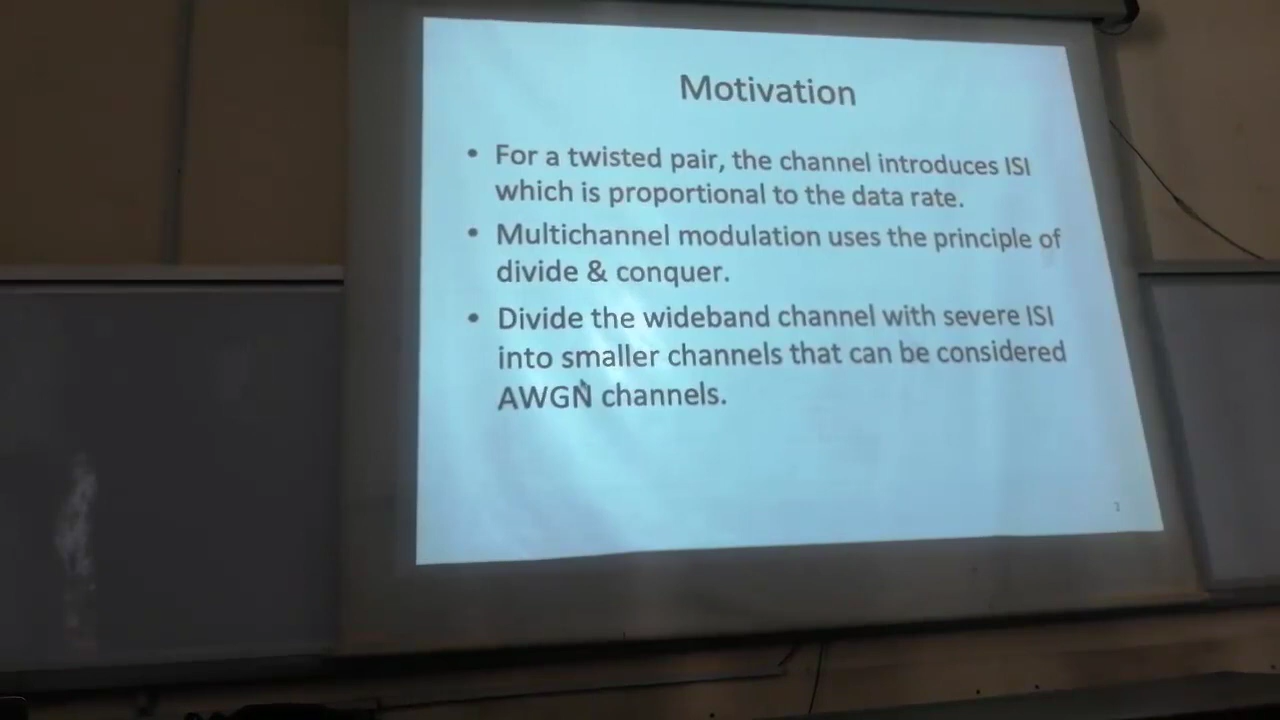 Motivation
• For a twisted pair, the channel introduces ISI
which is proportional to the data rate.
• Multichannel modulation uses the principle of
divide & conquer.
• Divide the wideband channel with severe ISI
into smaller channels that can be considered
AWGN channels.